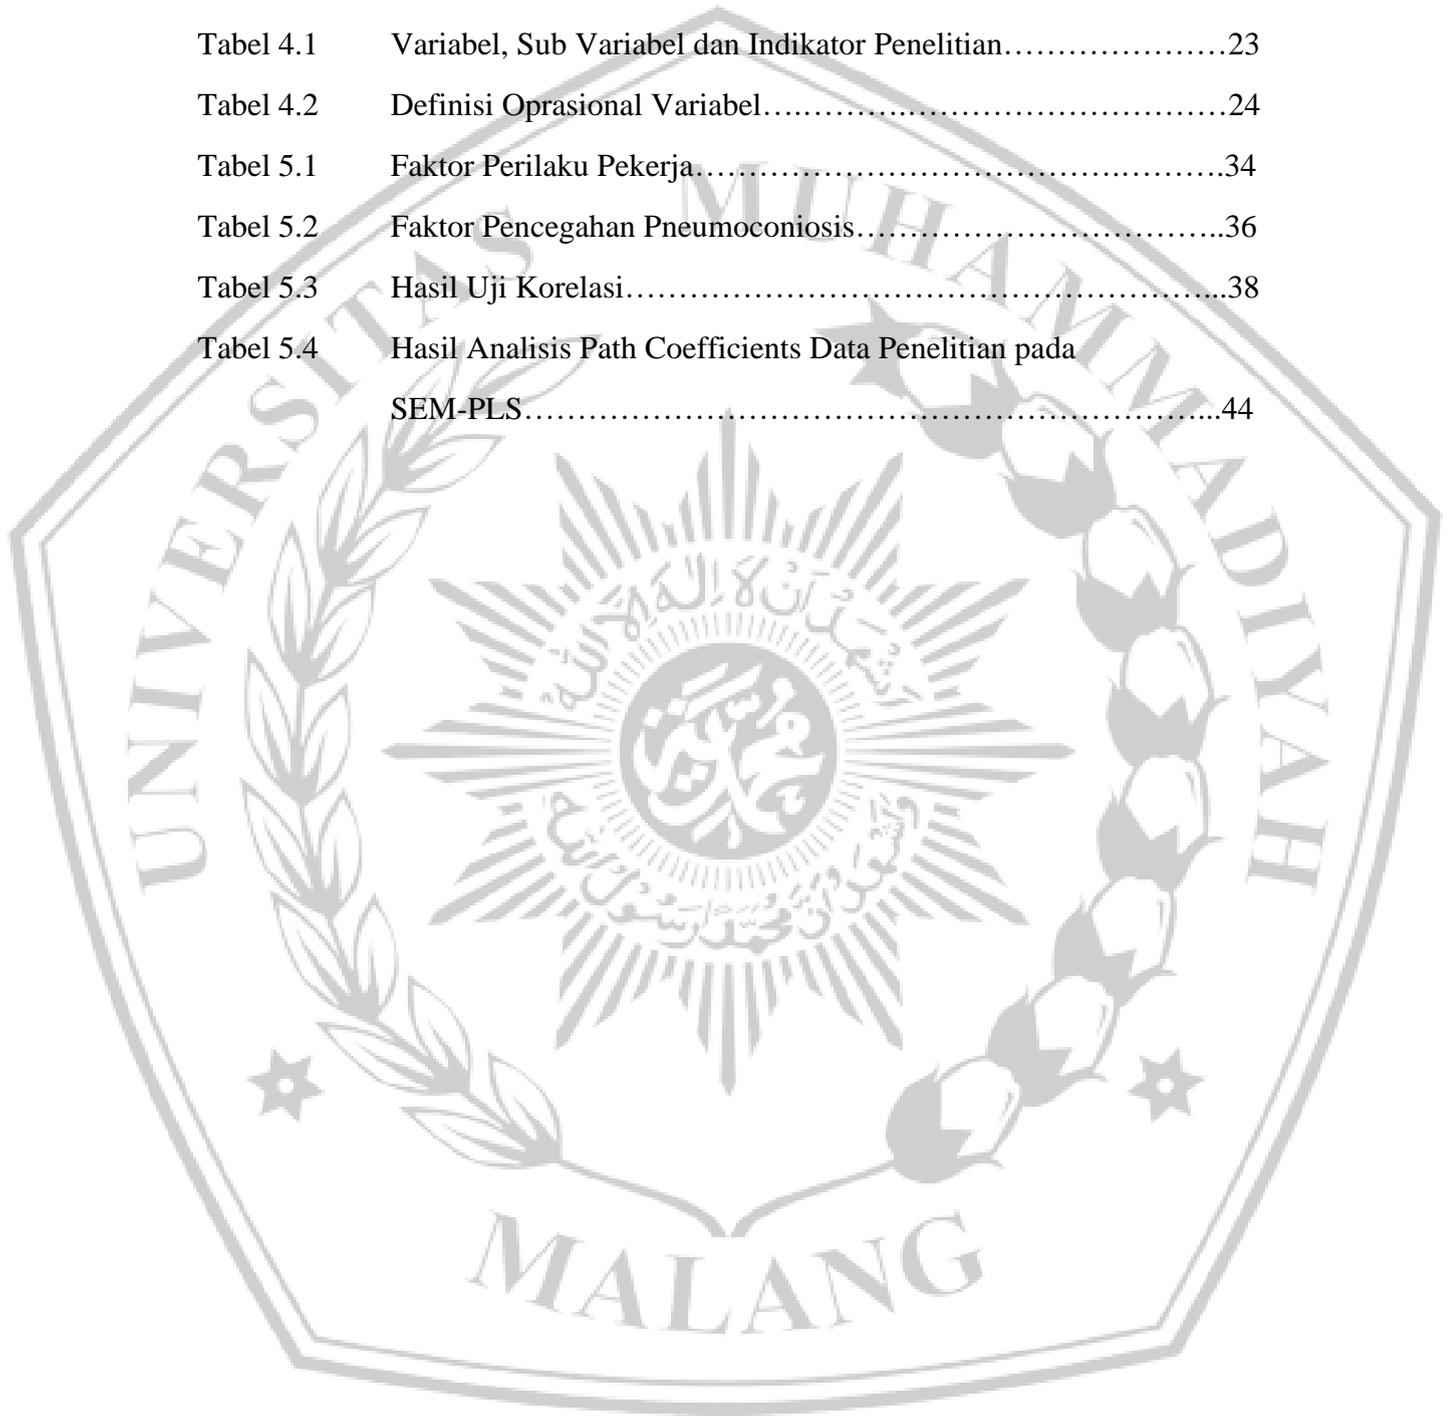 Tabel 4.1 Variabel, Sub Variabel dan Indikator Penelitian…………………23
Tabel 4.2 Definisi Oprasional Variabel….……….…………………………24
Tabel 5.1 Faktor Perilaku Pekerja………………………………….……….34
Tabel 5.2 Faktor Pencegahan Pneumoconiosis……………………………..36
Tabel 5.3 Hasil Uji Korelasi………………………………………………...38
Tabel 5.4 Hasil Analisis Path Coefficients Data Penelitian pada
SEM-PLS…………………………………………………………...44
UNIVERSITAS MUHAMMADIYAH
MALANG